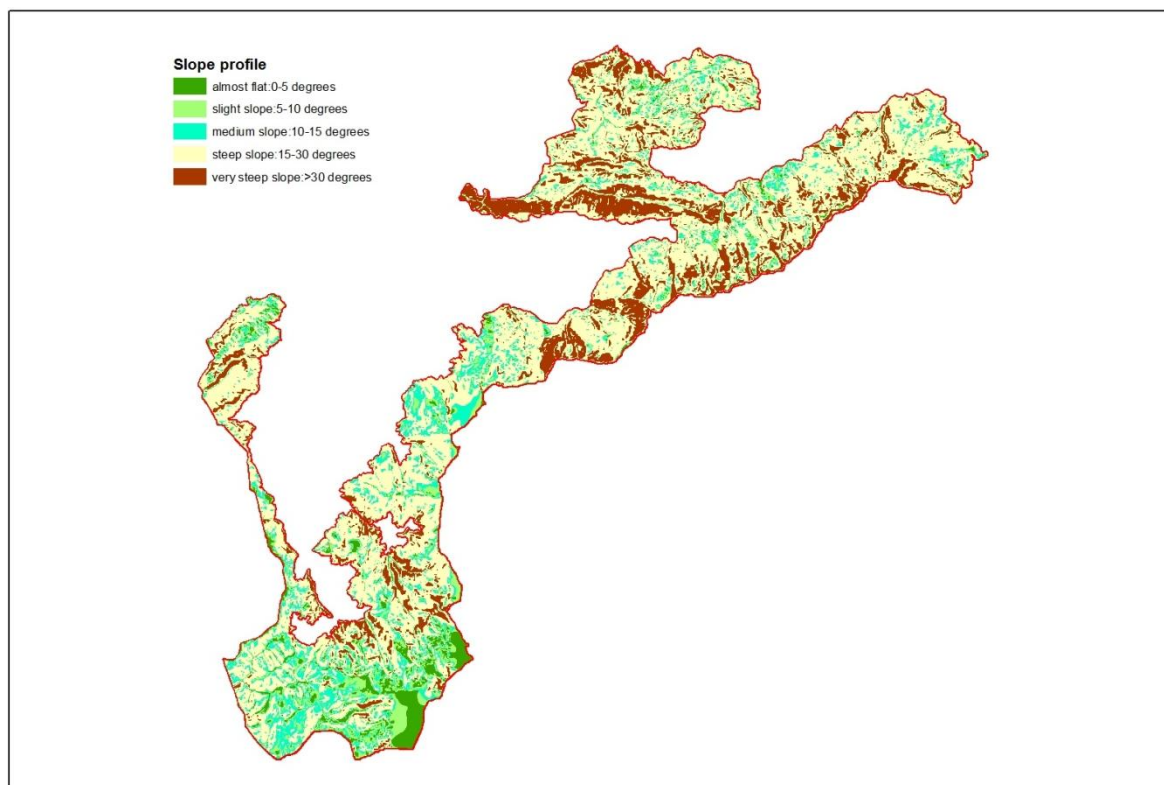 Slope profile
almost flat:0-5 degrees
slight slope:5-10 degrees
medium slope:10-15 degrees
steep slope:15-30 degrees
very steep slope:>30 degrees